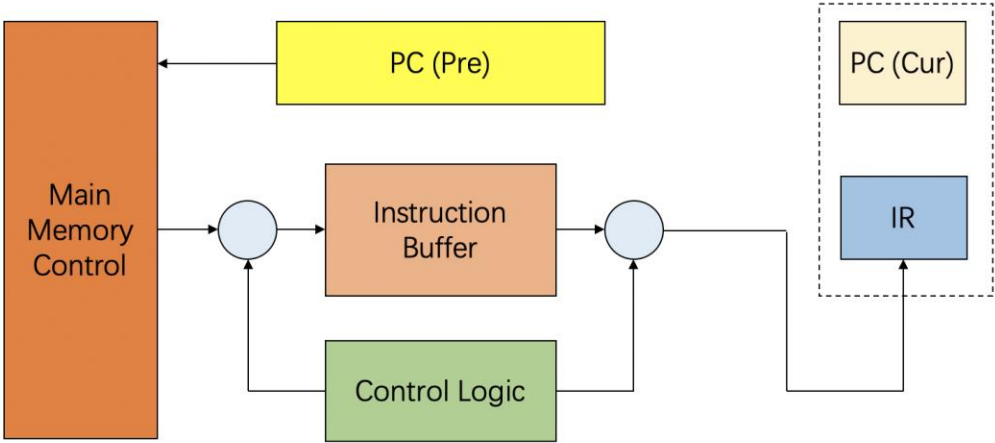 PC (Pre)
PC (Cur)
Main
Memory
Control
Instruction
Buffer
IR
Control Logic